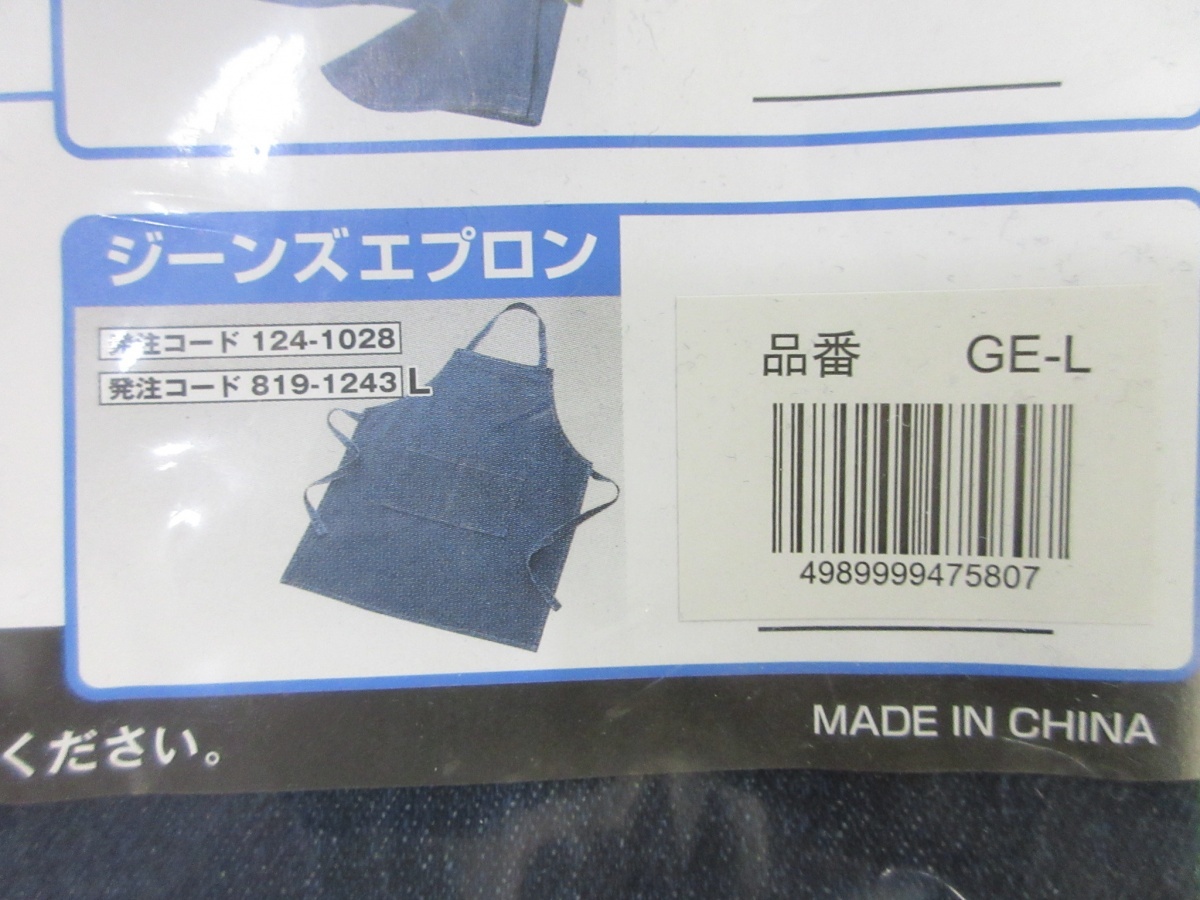 ジーンズエプロン
発注コード 124-1028
発注コード 819-1243 L
品番 GE-L
4989999475807
MADE IN CHINA
ください。